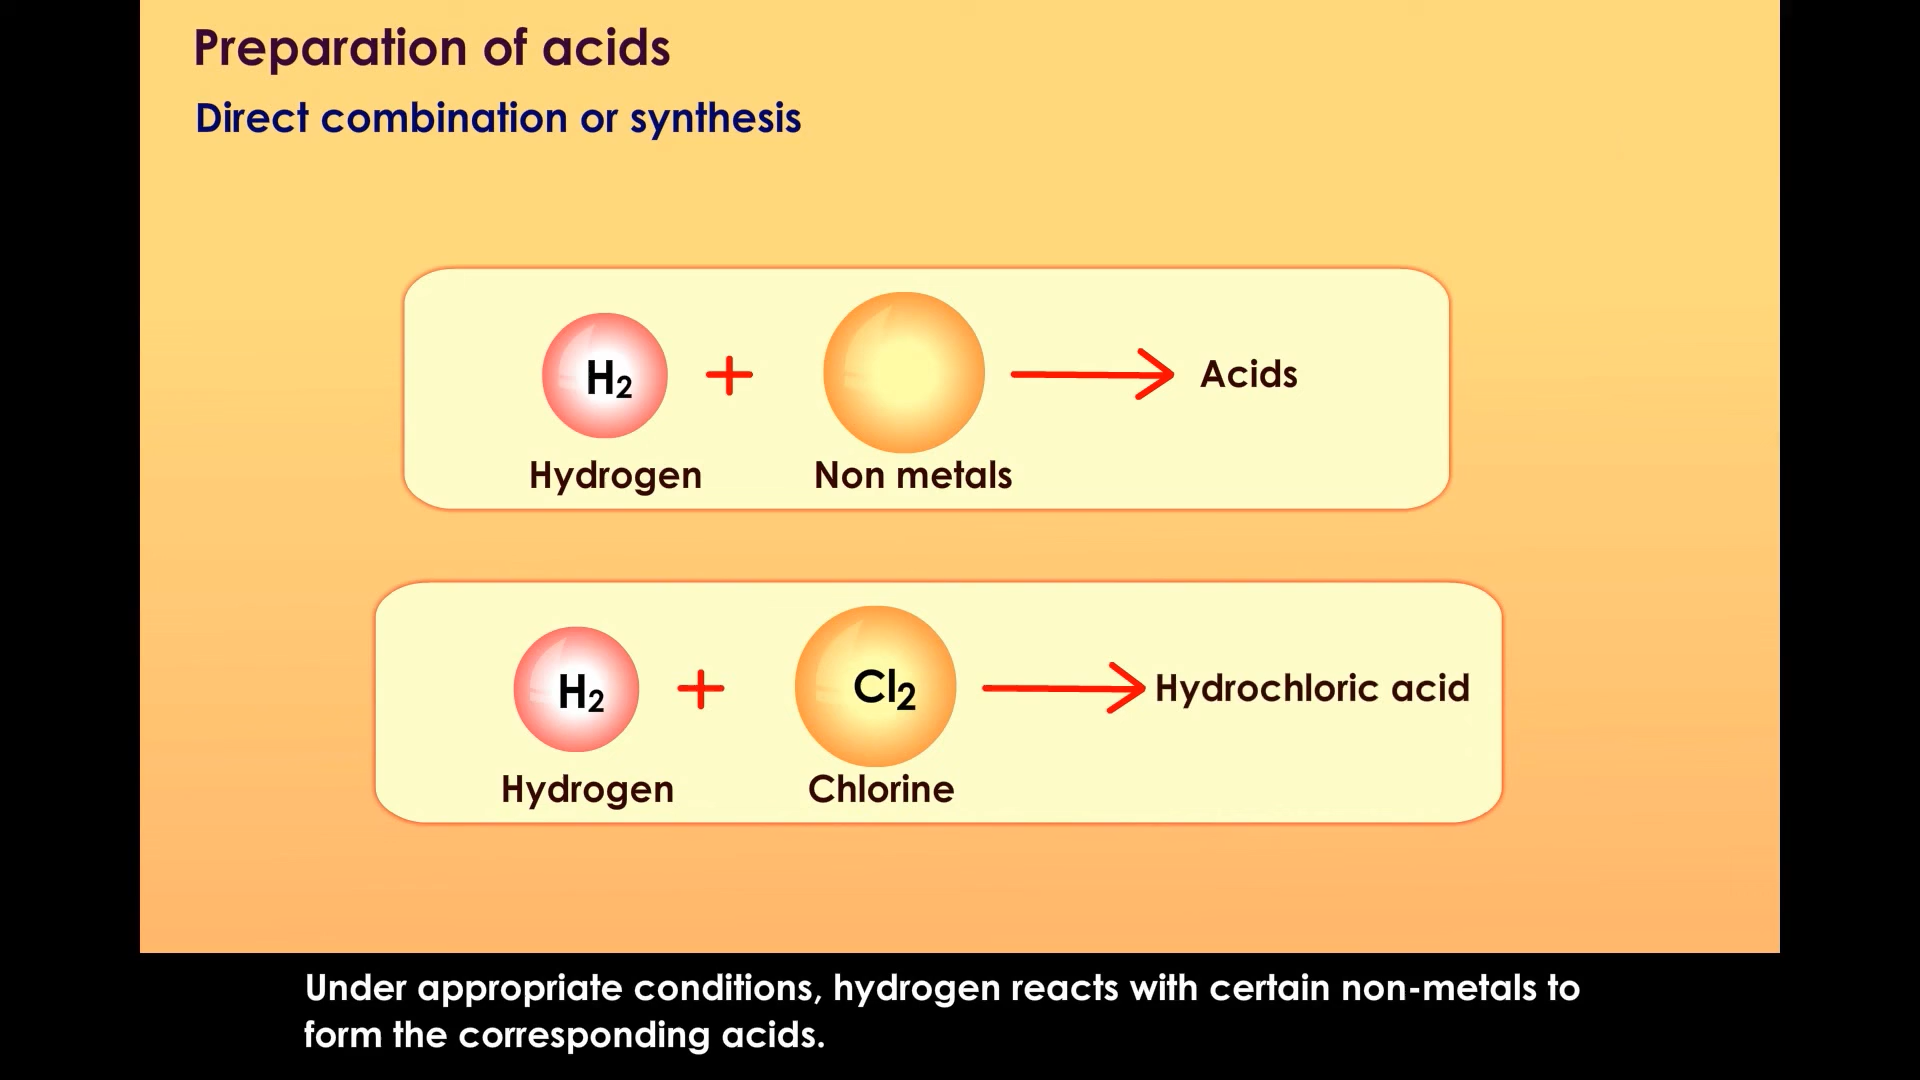 Preparation of acids
Direct combination or synthesis
H₂ + → Acids
Hydrogen Non metals
H₂ + Cl₂ → Hydrochloric acid
Hydrogen Chlorine
Under appropriate conditions, hydrogen reacts with certain non-metals to
form the corresponding acids.